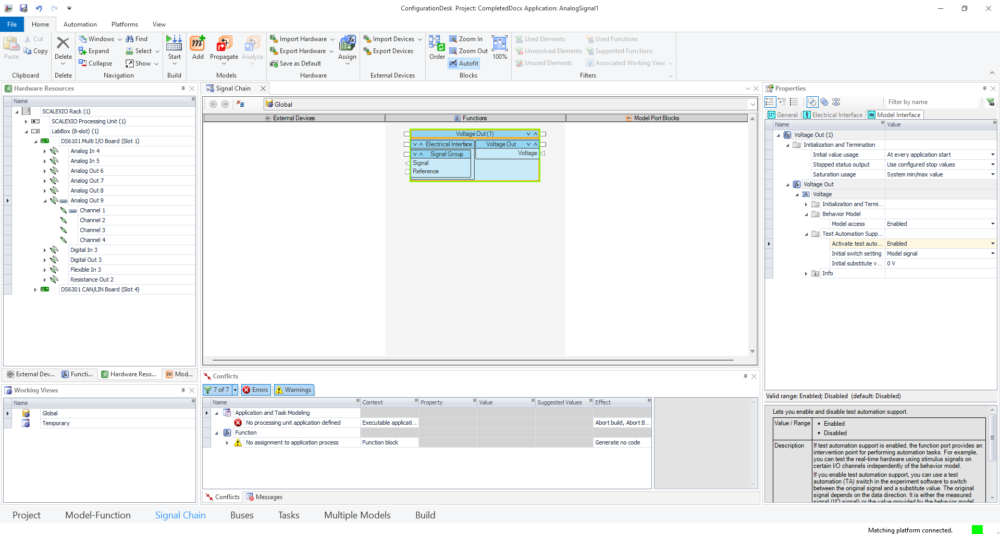 ConfigurationDesk Project: CompletedDocx Application: AnalogSignal1
File Home Automation Platforms View
Paste Cut Copy Clipboard
Delete Delete
Windows Find
Expand Select
Collapse Show
Navigation
Start Build
Add Propagate Analyze
Models
Import Hardware
Export Hardware
Save as Default
Assign
Hardware
Import Devices
Export Devices
External Devices
Order
Zoom In
Zoom Out
Autofit
100%
Blocks
Used Elements Used Functions
Unresolved Elements Supported Functions
Unused Elements Associated Working View
Filters
Hardware Resources
Name
SCALEXIO Rack (1)
SCALEXIO Processing Unit (1)
LabBox (8-slot) (1)
DS6101 Multi I/O Board (Slot 1)
Analog In 4
Analog In 5
Analog Out 6
Analog Out 7
Analog Out 8
Analog Out 9
Channel 1
Channel 2
Channel 3
Channel 4
Digital In 3
Digital Out 3
Flexible In 3
Resistance Out 2
DS6301 CAN/LIN Board (Slot 4)
External Dev... Functi... Hardware Reso... Mod...
Working Views
Name
Global
Temporary
Signal Chain
Global
External Devices Functions Model Port Blocks
Voltage Out (1)
Electrical Interface Voltage Out
Signal Group Voltage
Signal
Reference
Conflicts
7 of 7 Errors Warnings
Name Context Property Value Suggested Values Effect
Application and Task Modeling
No processing unit application defined Executable applicati... Abort build, Abort B...
Function
No assignment to application process Function block Generate no code
Conflicts Messages
Properties
Filter by name
General Electrical Interface Model Interface
Name Value
Voltage Out (1)
Initialization and Termination
Initial value usage At every application start
Stopped status output Use configured stop values
Saturation usage System min/max value
Voltage Out
Voltage
Initialization and Termi...
Behavior Model
Model access Enabled
Test Automation Supp...
Activate test auto... Enabled
Initial switch setting Model signal
Initial substitute v... 0 V
Info
Valid range: Enabled; Disabled (default: Disabled)
Lets you enable and disable test automation support.
Value / Range • Enabled
• Disabled
Description If test automation support is enabled, the function port provides an
intervention point for performing automation tasks. For example,
you can test the real-time hardware using stimulus signals on
certain I/O channels independently of the behavior model.
If you enable test automation support, you can use a test
automation (TA) switch in the experiment software to switch
between the original signal and a substitute value. The original
signal depends on the data direction. It is either the measured
signal (I/O signal) or the value provided by the behavior model
Project Model-Function Signal Chain Buses Tasks Multiple Models Build
Matching platform connected.